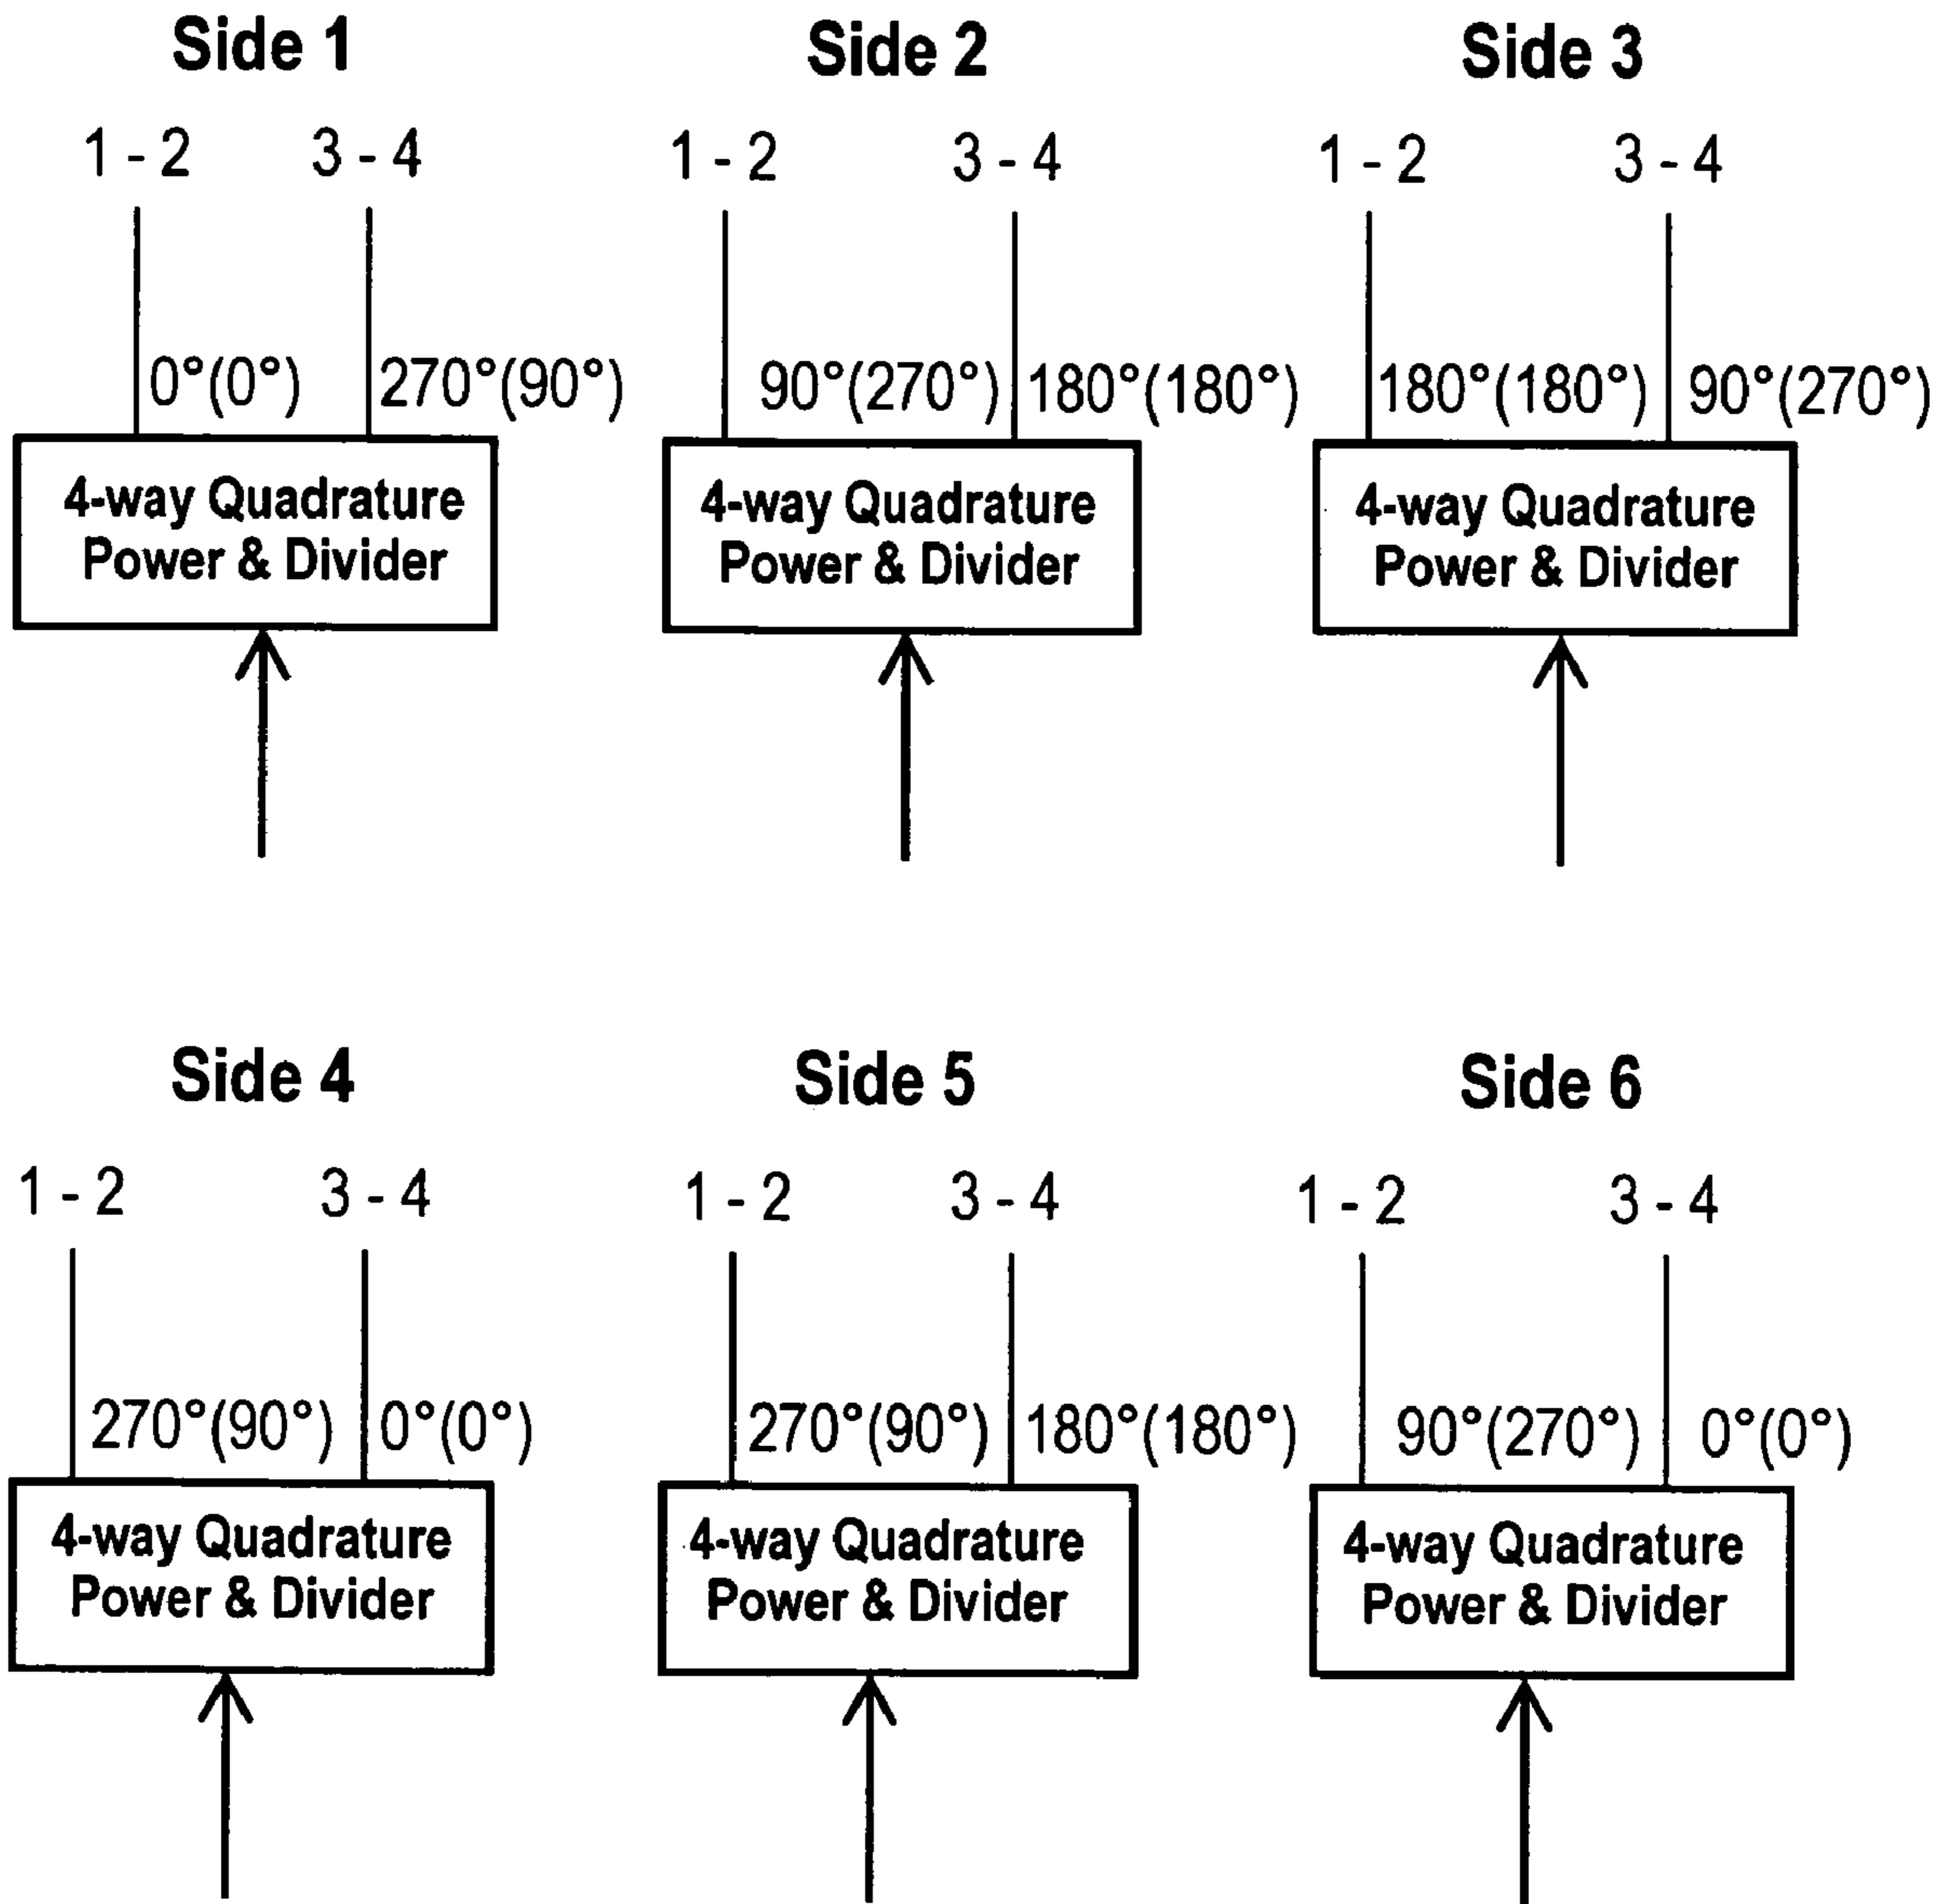 Side 1
Side 2
Side 3
1 - 2
3 - 4
1 - 2
3 - 4
1 - 2
3 - 4
0°(0°)
270°(90°)
90°(270°)
180°(180°)
180°(180°)
90°(270°)
4-way Quadrature
Power & Divider
4-way Quadrature
Power & Divider
4-way Quadrature
Power & Divider
Side 4
Side 5
Side 6
1 - 2
3 - 4
1 - 2
3 - 4
1 - 2
3 - 4
270°(90°)
0°(0°)
270°(90°)
180°(180°)
90°(270°)
0°(0°)
4-way Quadrature
Power & Divider
4-way Quadrature
Power & Divider
4-way Quadrature
Power & Divider